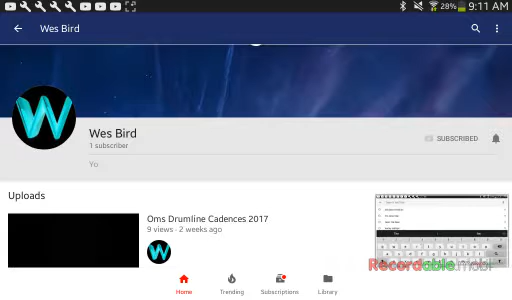 28% 9:11 AM
Wes Bird
W
Wes Bird
1 subscriber
SUBSCRIBED
Yo
Uploads
Oms Drumline Cadences 2017
9 views · 2 weeks ago
W
Recordable.mobi
Home Trending Subscriptions Library